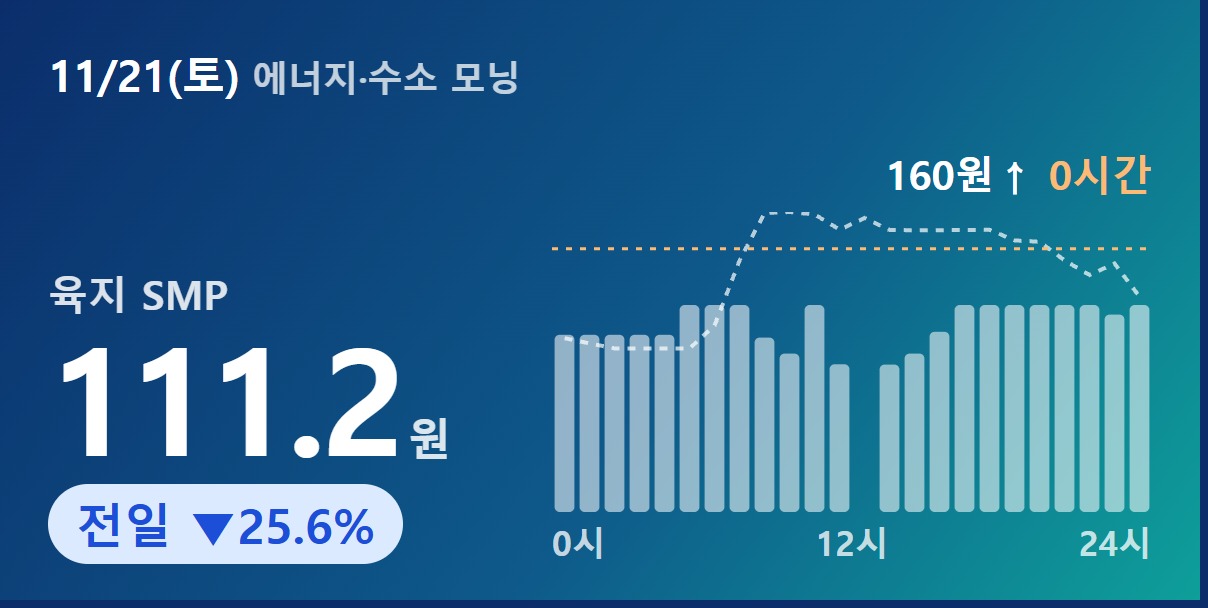 11/21(토) 에너지·수소 모닝
160원↑ 0시간
육지 SMP
111.2원
전일 ▼25.6%
0시 12시 24시